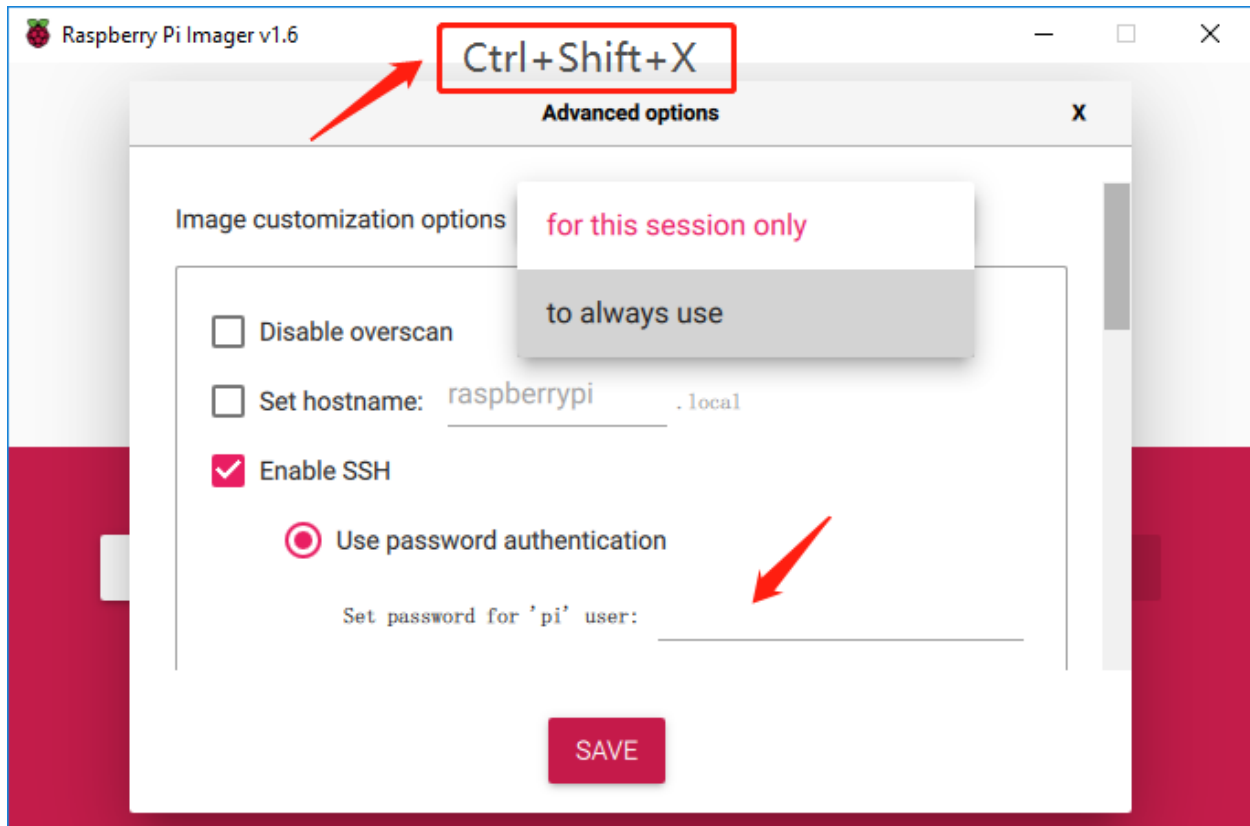 Raspberry Pi Imager v1.6
Ctrl+Shift+X
Advanced options X
Image customization options
for this session only
to always use
Disable overscan
Set hostname: raspberrypi .local
Enable SSH
Use password authentication
Set password for 'pi' user:
SAVE